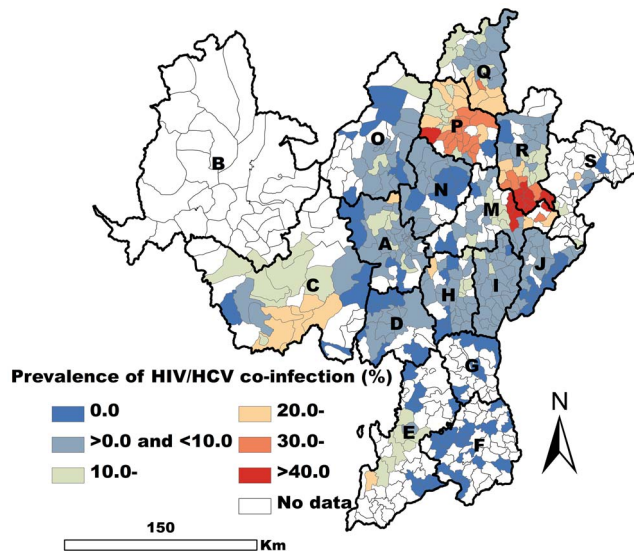 Q
P
O
R
S
B
N
M
A
J
C
H
I
D
G
E
F
N
Prevalence of HIV/HCV co-infection (%)
0.0
20.0-
>0.0 and <10.0
30.0-
10.0-
>40.0
No data
150
Km